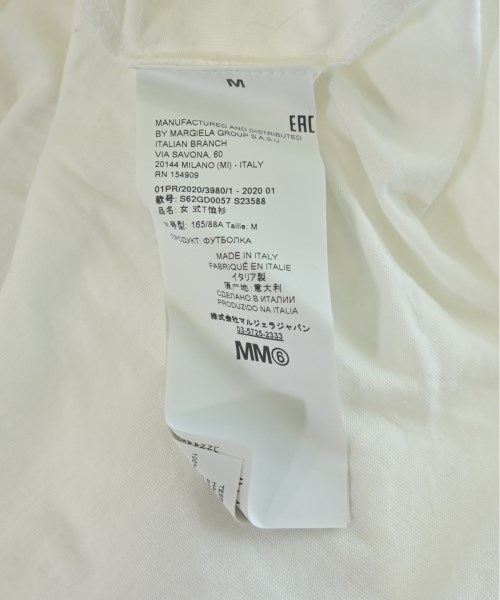 M
MANUFACTURED AND DISTRIBUTED
BY MARGIELA GROUP S.A.S.U.
EAC
ITALIAN BRANCH
VIA SAVONA, 60
20144 MILANO (MI) - ITALY
RN 154909
01PR/2020/3980/1 - 2020 01
款号: S62GD0057 S23588
品名: 女 式T恤衫
号型: 165/88A Taille: M
ПРОДУКТ: ФУТБОЛКА
MADE IN ITALY
FABRIQUÉ EN ITALIE
イタリア製
原产地: 意大利
СДЕЛАНО В ИТАЛИИ
PRODUZIDO NA ITALIA
株式会社マルジェラジャパン
03-5725-2333
MM⑥